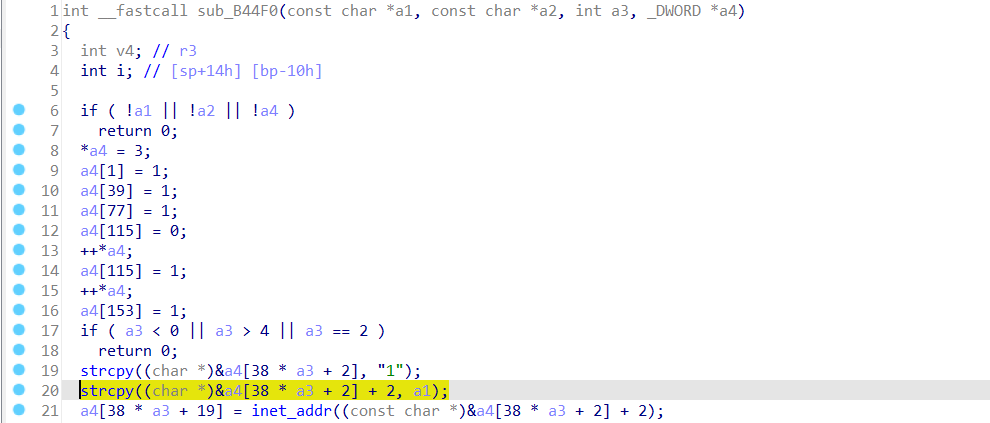 1 int __fastcall sub_B44F0(const char *a1, const char *a2, int a3, _DWORD *a4)
2 {
3   int v4; // r3
4   int i; // [sp+14h] [bp-10h]
5
6   if ( !a1 || !a2 || !a4 )
7     return 0;
8   *a4 = 3;
9   a4[1] = 1;
10   a4[39] = 1;
11   a4[77] = 1;
12   a4[115] = 0;
13   ++*a4;
14   a4[115] = 1;
15   ++*a4;
16   a4[153] = 1;
17   if ( a3 < 0 || a3 > 4 || a3 == 2 )
18     return 0;
19   strcpy((char *)&a4[38 * a3 + 2], "1");
20   strcpy((char *)&a4[38 * a3 + 2] + 2, a1);
21   a4[38 * a3 + 19] = inet_addr((const char *)&a4[38 * a3 + 2] + 2);